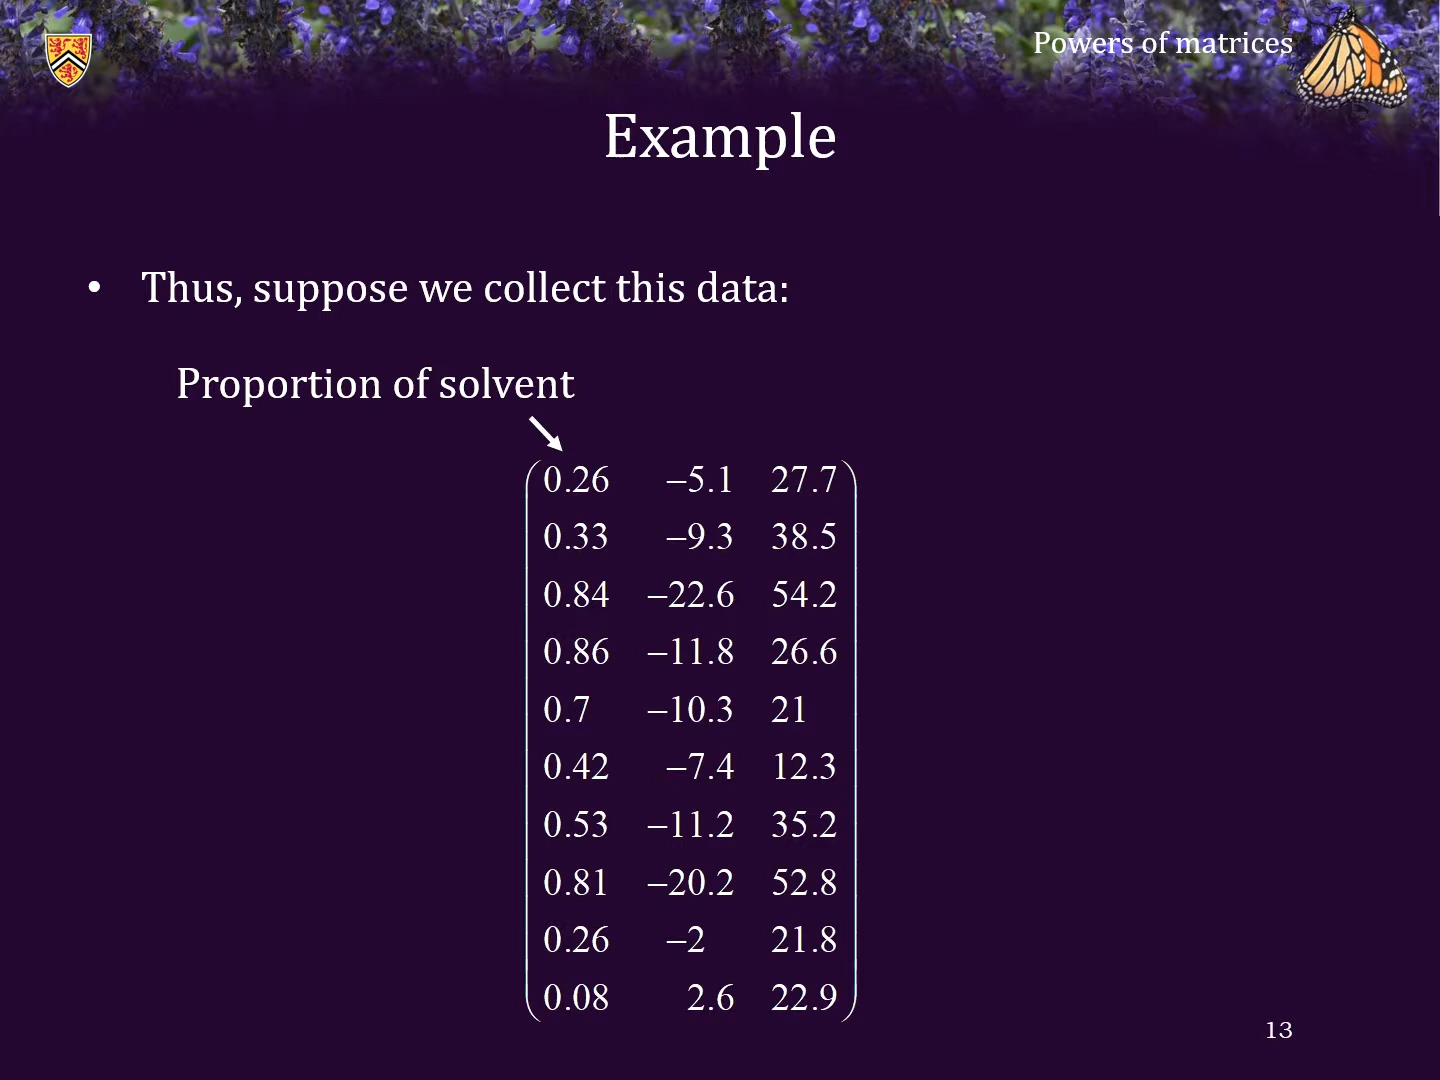 Powers of matrices
Example
• Thus, suppose we collect this data:
Proportion of solvent
0.26 −5.1 27.7
0.33 −9.3 38.5
0.84 −22.6 54.2
0.86 −11.8 26.6
0.7 −10.3 21
0.42 −7.4 12.3
0.53 −11.2 35.2
0.81 −20.2 52.8
0.26 −2 21.8
0.08 2.6 22.9
13